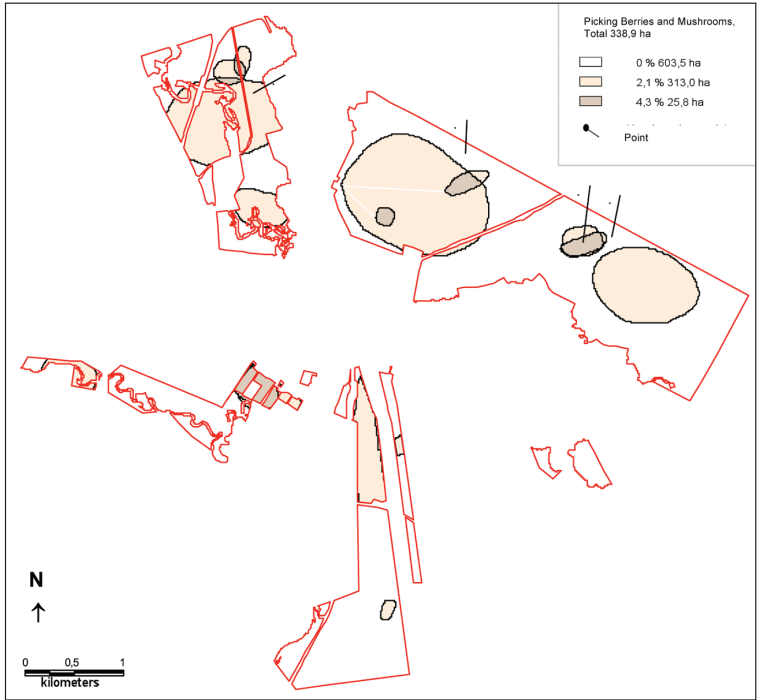 Picking Berries and Mushrooms,
Total 338,9 ha
0 % 603,5 ha
2,1 % 313,0 ha
4,3 % 25,8 ha
Point
N
0 0,5 1
kilometers